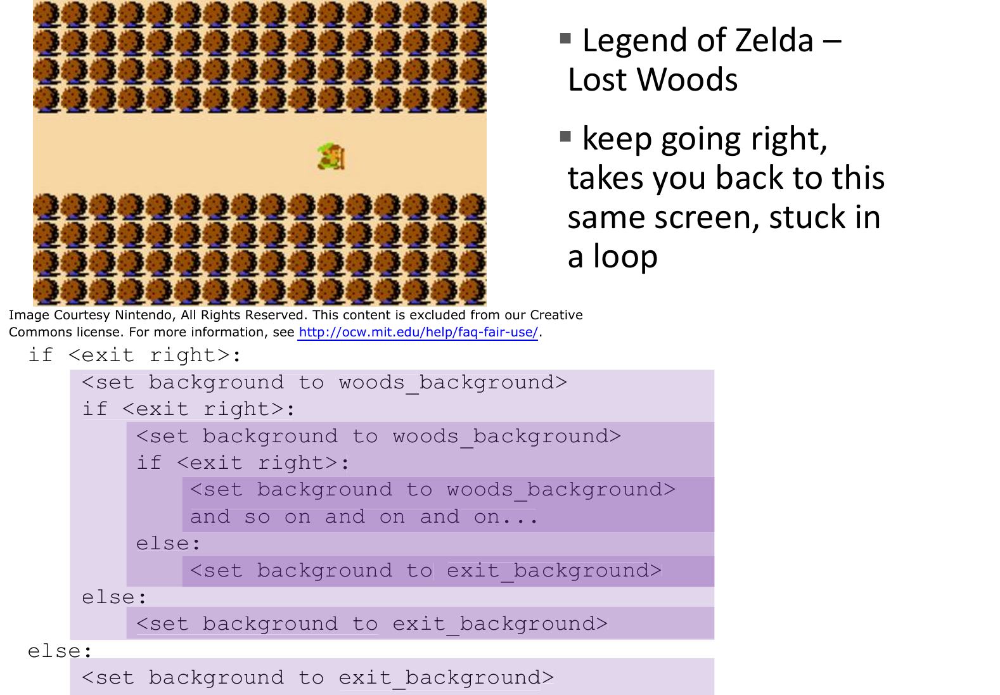 ▪ Legend of Zelda –
Lost Woods
▪ keep going right,
takes you back to this
same screen, stuck in
a loop
Image Courtesy Nintendo, All Rights Reserved. This content is excluded from our Creative
Commons license. For more information, see http://ocw.mit.edu/help/faq-fair-use/.
if <exit right>:
    <set background to woods_background>
    if <exit right>:
        <set background to woods_background>
        if <exit right>:
            <set background to woods_background>
            and so on and on and on...
        else:
            <set background to exit_background>
    else:
        <set background to exit_background>
else:
    <set background to exit_background>